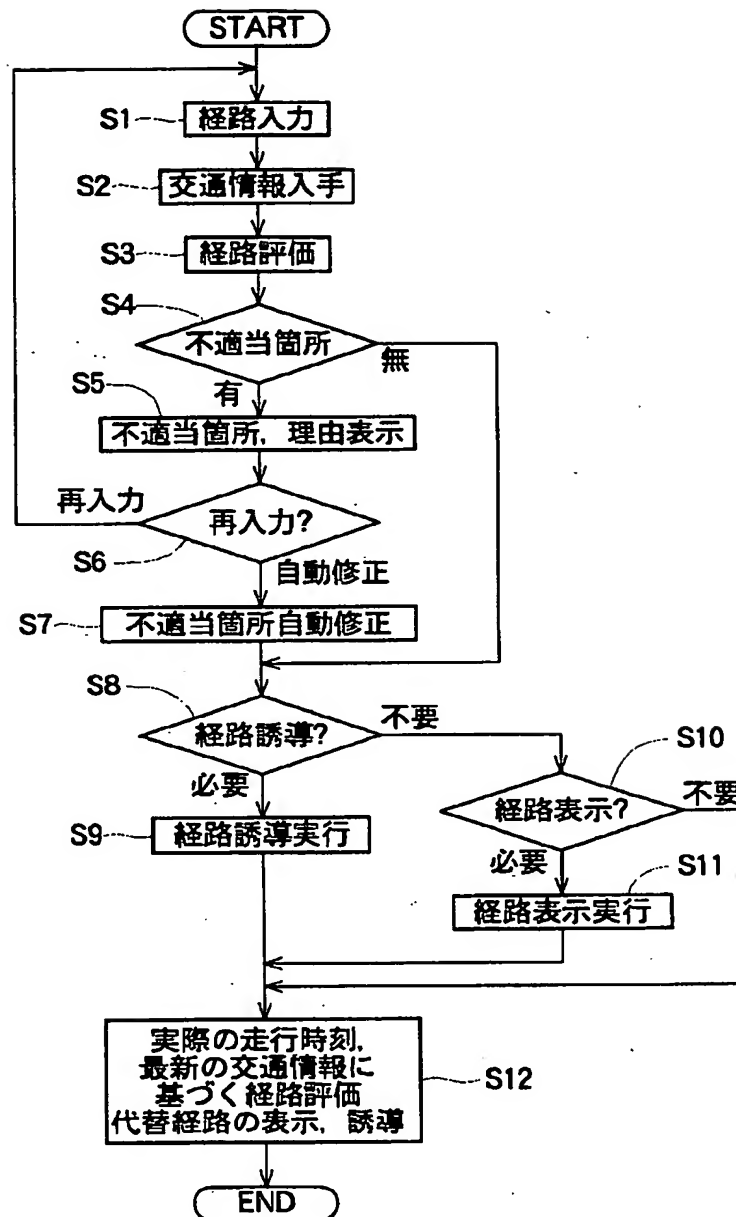 START
S1
経路入力
S2
交通情報入手
S3
経路評価
S4
不適当箇所
無
有
S5
不適当箇所，理由表示
再入力
再入力?
S6
自動修正
S7
不適当箇所自動修正
S8
経路誘導?
不要
必要
S9
経路誘導実行
S10
経路表示?
不要
必要
S11
経路表示実行
実際の走行時刻，
最新の交通情報に
基づく経路評価
代替経路の表示，誘導
S12
END